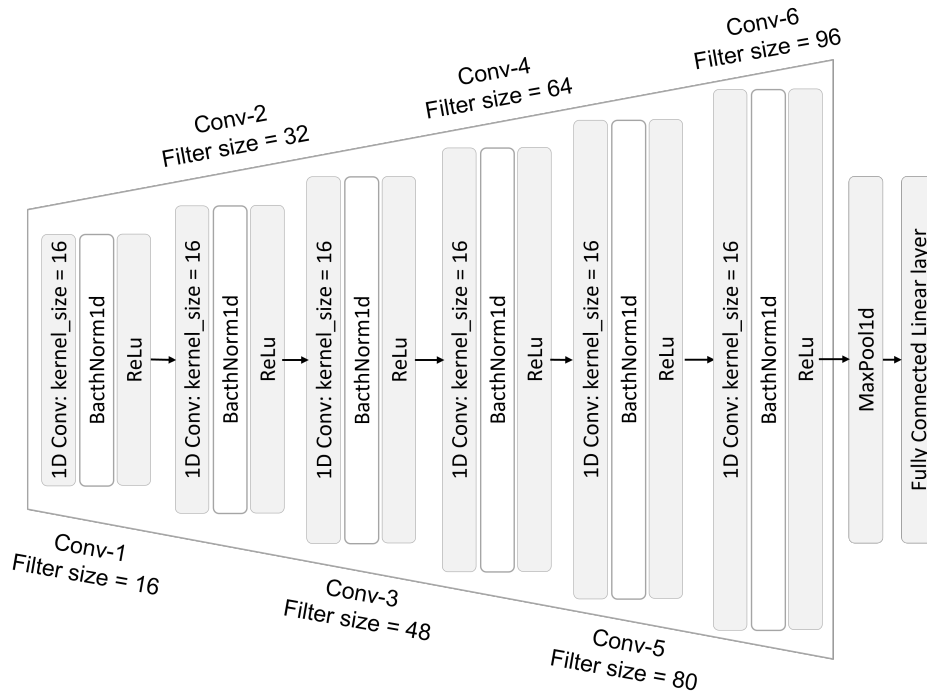 Conv-6
Filter size = 96
Conv-4
Filter size = 64
Conv-2
Filter size = 32
1D Conv: kernel_size = 16
BacthNorm1d
ReLu
1D Conv: kernel_size = 16
BacthNorm1d
ReLu
1D Conv: kernel_size = 16
BacthNorm1d
ReLu
1D Conv: kernel_size = 16
BacthNorm1d
ReLu
1D Conv: kernel_size = 16
BacthNorm1d
ReLu
1D Conv: kernel_size = 16
BacthNorm1d
ReLu
MaxPool1d
Fully Connected Linear layer
Conv-1
Filter size = 16
Conv-3
Filter size = 48
Conv-5
Filter size = 80